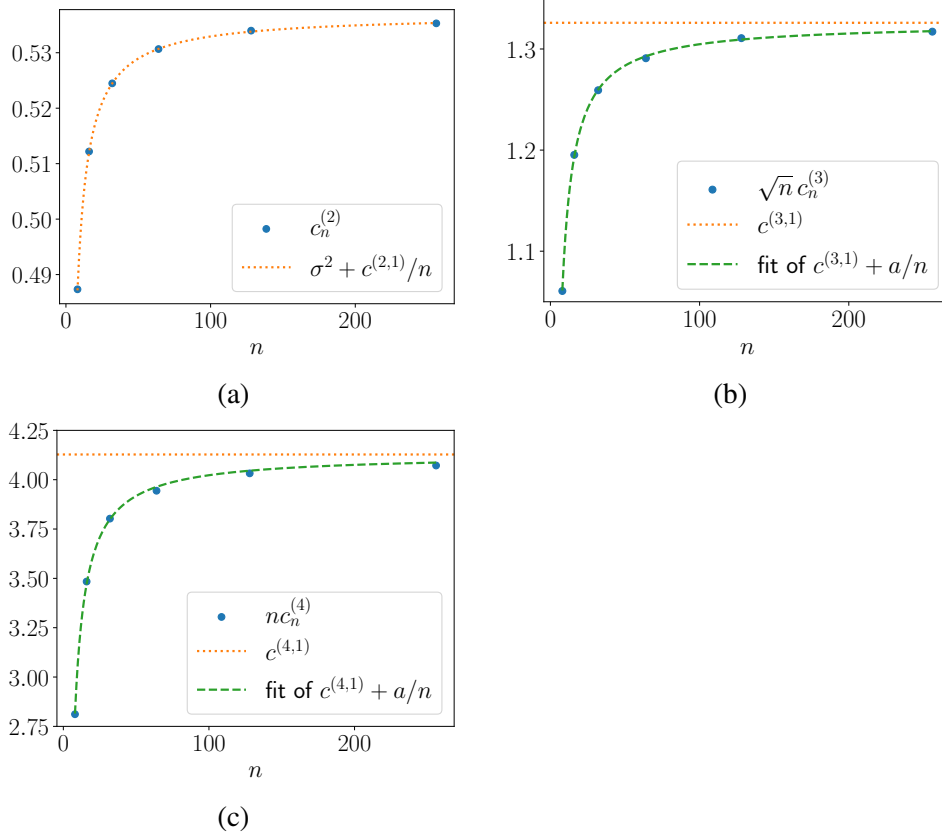 0.53
0.52
0.51
0.50
0.49
$c_n^{(2)}$
$\sigma^2 + c^{(2,1)}/n$
0 100 200
$n$
(a)
1.3
1.2
1.1
$\sqrt{n}\, c_n^{(3)}$
$c^{(3,1)}$
fit of $c^{(3,1)} + a/n$
0 100 200
$n$
(b)
4.25
4.00
3.75
3.50
3.25
3.00
2.75
$nc_n^{(4)}$
$c^{(4,1)}$
fit of $c^{(4,1)} + a/n$
0 100 200
$n$
(c)